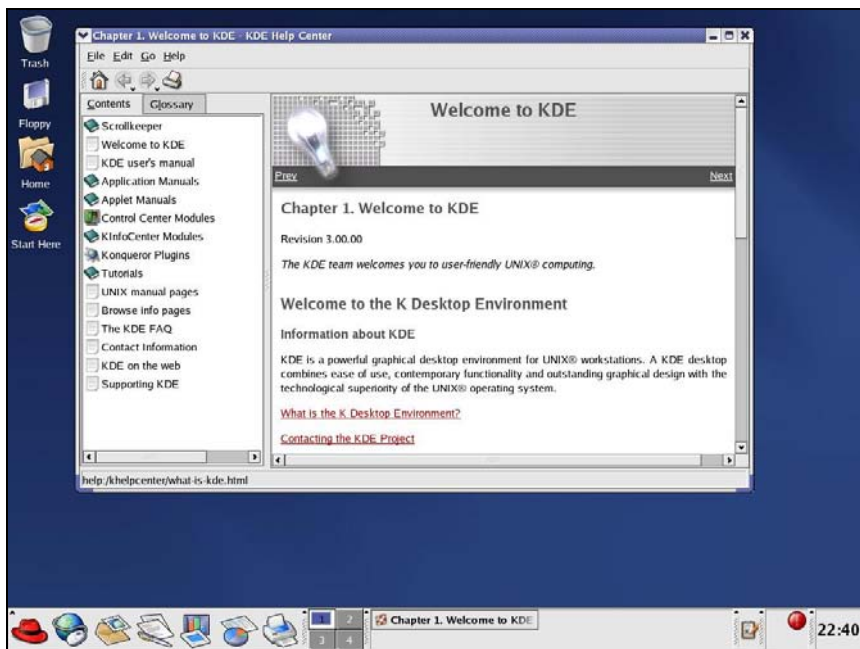 Trash
Floppy
Home
Start Here
Chapter 1. Welcome to KDE - KDE Help Center
File Edit Go Help
Contents Glossary
Scrollkeeper
Welcome to KDE
KDE user's manual
Application Manuals
Applet Manuals
Control Center Modules
KInfoCenter Modules
Konqueror Plugins
Tutorials
UNIX manual pages
Browse info pages
The KDE FAQ
Contact Information
KDE on the web
Supporting KDE
Welcome to KDE
Prev Next
Chapter 1. Welcome to KDE
Revision 3.00.00
The KDE team welcomes you to user-friendly UNIX® computing.
Welcome to the K Desktop Environment
Information about KDE
KDE is a powerful graphical desktop environment for UNIX® workstations. A KDE desktop
combines ease of use, contemporary functionality and outstanding graphical design with the
technological superiority of the UNIX® operating system.
What is the K Desktop Environment?
Contacting the KDE Project
help:/khelpcenter/what-is-kde.html
1 2
3 4
Chapter 1. Welcome to KDE
22:40